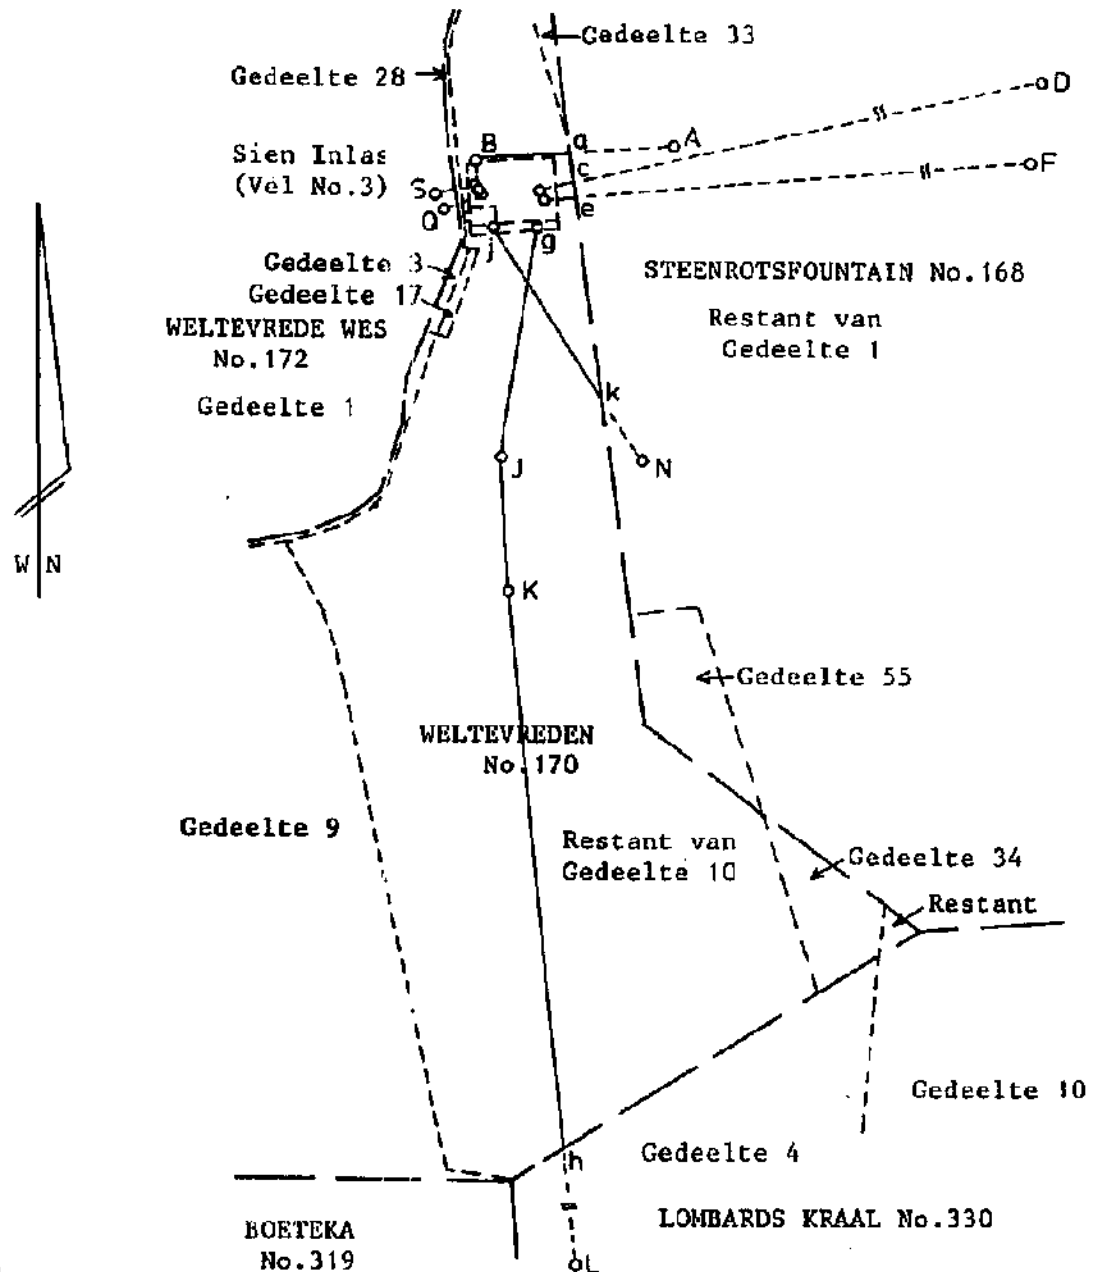 Gedeelte 33
Gedeelte 28
D
B
a
A
Sien Inlas
(Vel No.3)
c
F
S
Q
e
j
g
Gedeelte 3
Gedeelte 17
STEENROTSFOUNTAIN No.168
WELTEVREDE WES
No.172
Restant van
Gedeelte 1
Gedeelte 1
k
J
N
W N
K
Gedeelte 55
WELTEVREDEN
No.170
Gedeelte 9
Restant van
Gedeelte 10
Gedeelte 34
Restant
Gedeelte 10
h
Gedeelte 4
BOETEKA
No.319
LOMBARDS KRAAL No.330
L